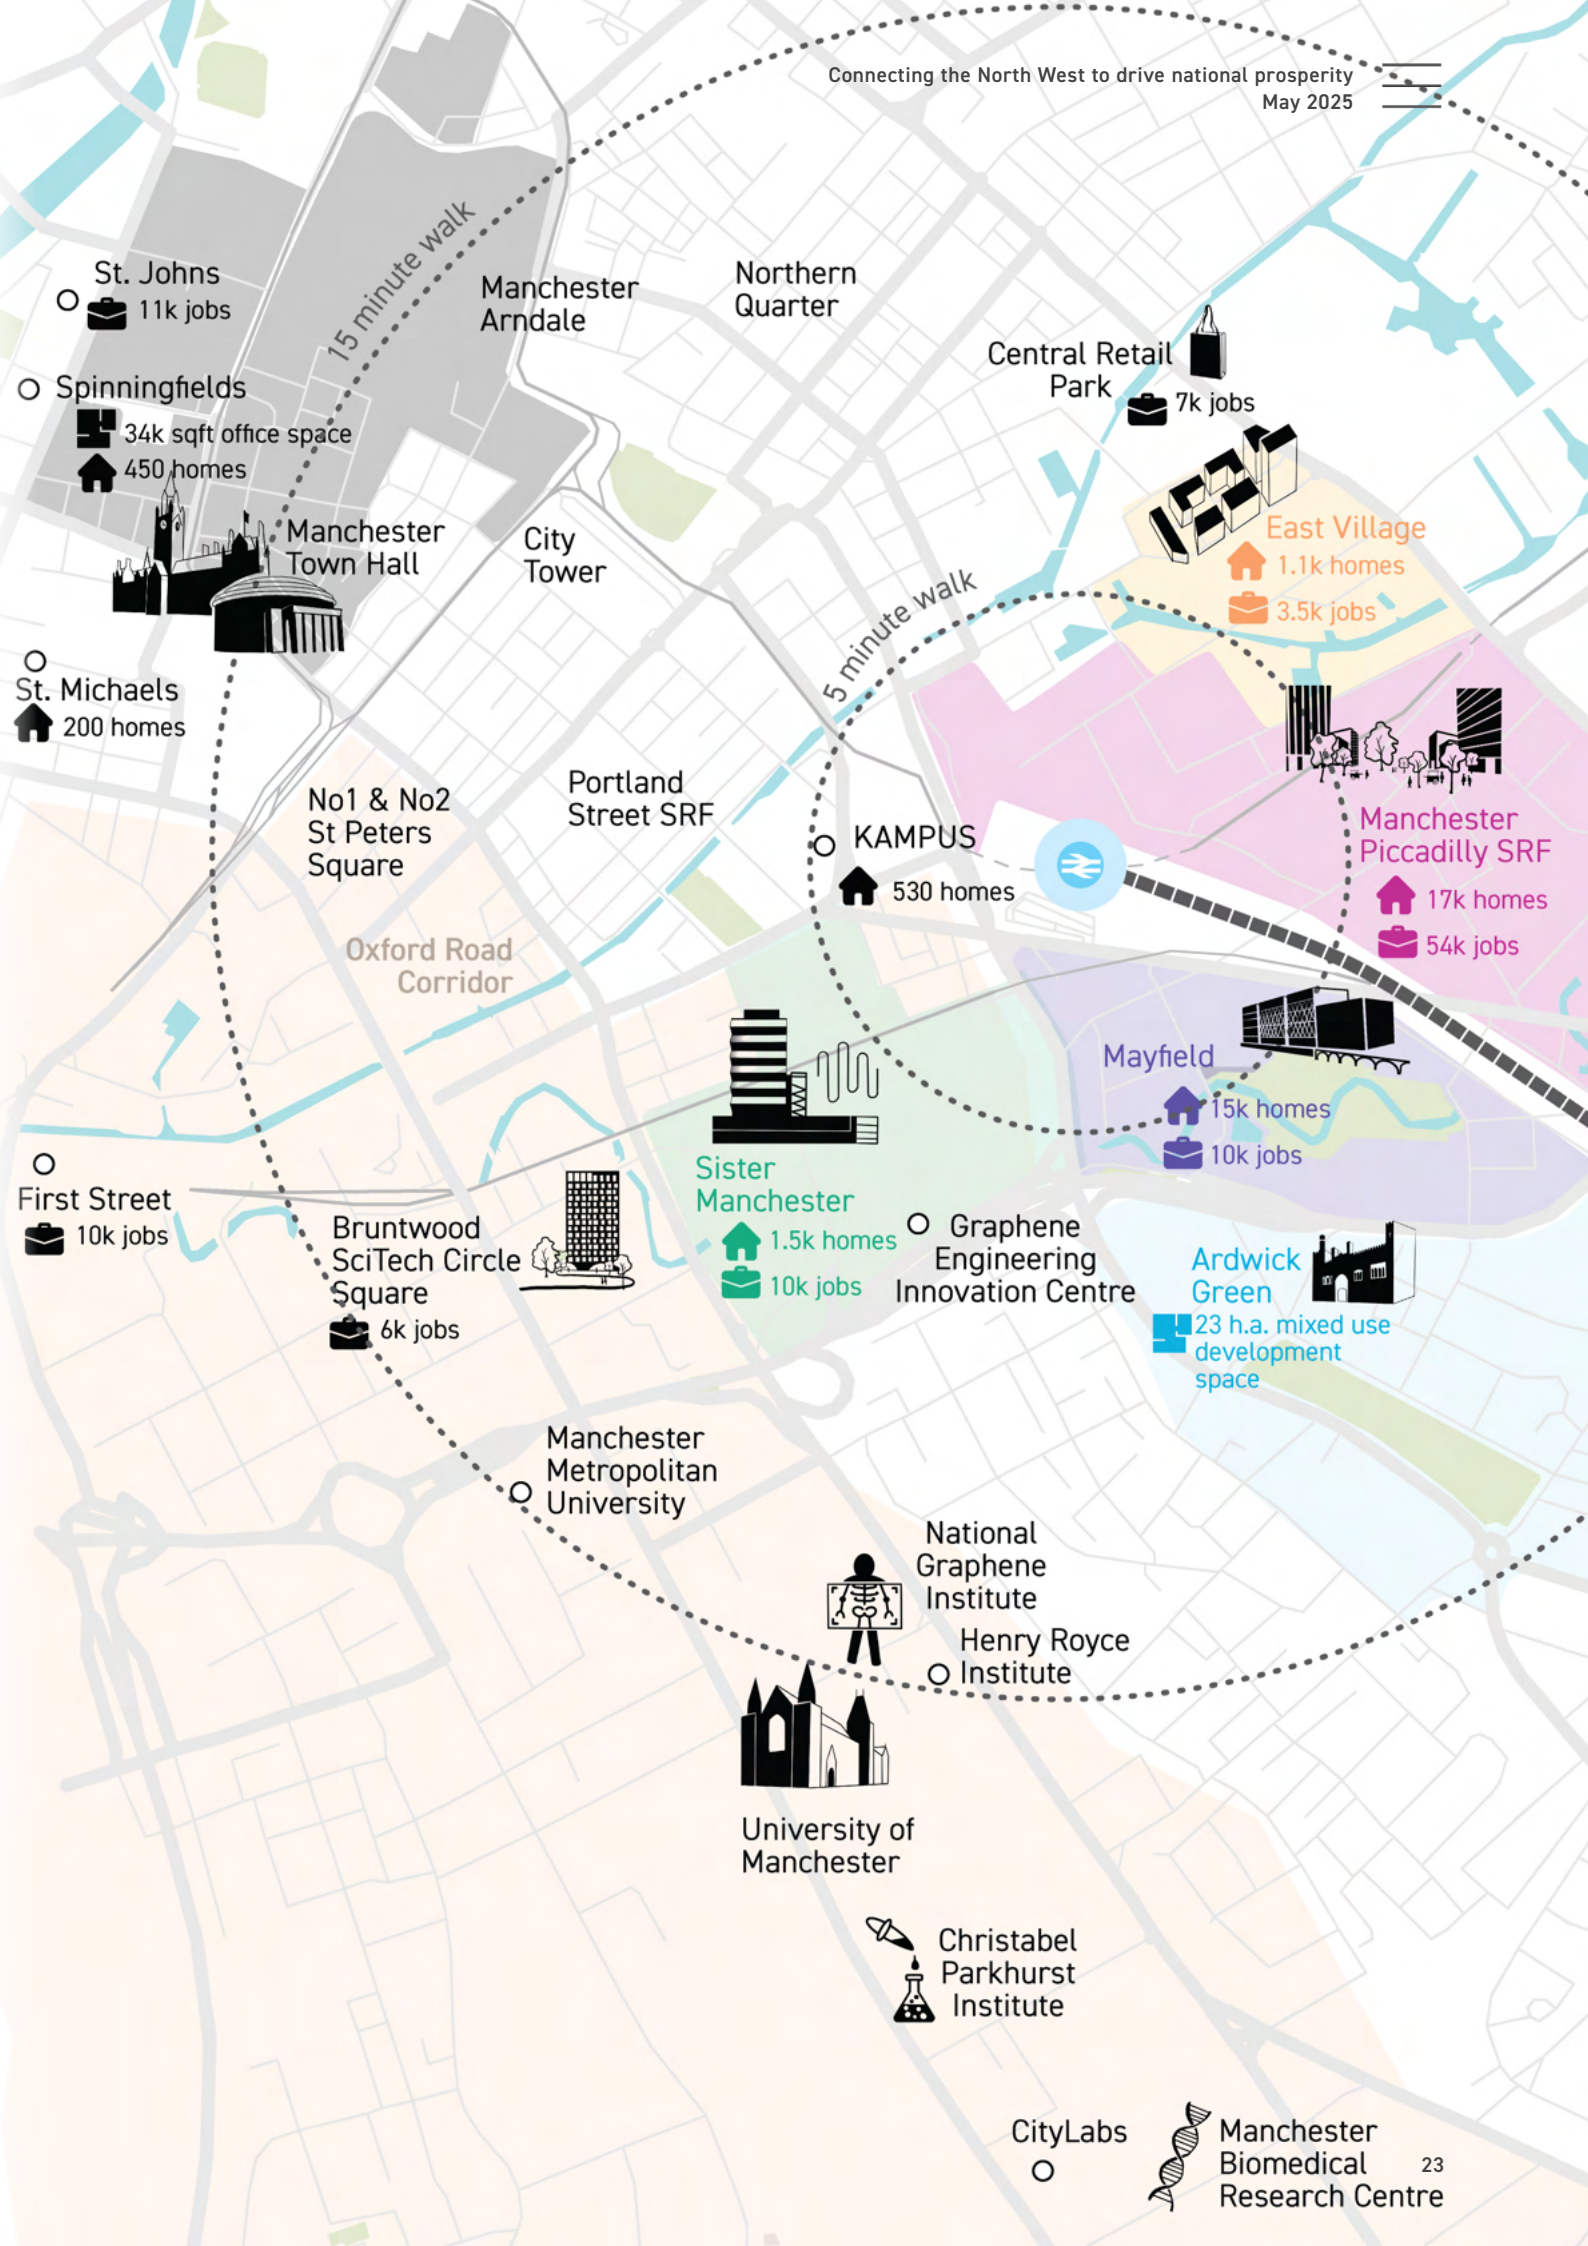 Connecting the North West to drive national prosperity
May 2025
15 minute walk
St. Johns
11k jobs
Manchester
Arndale
Northern
Quarter
Central Retail
Park
7k jobs
Spinningfields
34k sqft office space
450 homes
Manchester
Town Hall
City
Tower
East Village
1.1k homes
3.5k jobs
5 minute walk
St. Michaels
200 homes
No1 & No2
St Peters
Square
Portland
Street SRF
KAMPUS
530 homes
Manchester
Piccadilly SRF
17k homes
54k jobs
Oxford Road
Corridor
Mayfield
15k homes
10k jobs
First Street
10k jobs
Sister
Manchester
1.5k homes
10k jobs
Bruntwood
SciTech Circle
Square
6k jobs
Graphene
Engineering
Innovation Centre
Ardwick
Green
23 h.a. mixed use
development
space
Manchester
Metropolitan
University
National
Graphene
Institute
Henry Royce
Institute
University of
Manchester
Christabel
Parkhurst
Institute
CityLabs
Manchester
Biomedical
Research Centre
23